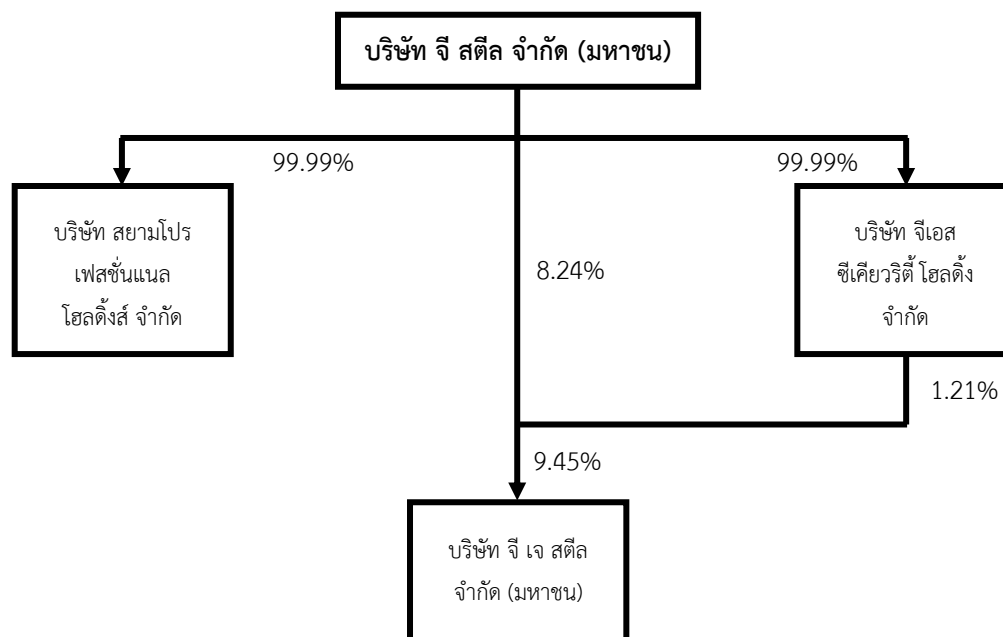 บริษัท จี สตีล จำกัด (มหาชน)
99.99%
99.99%
บริษัท สยามโปร
เฟสชั่นแนล
โฮลดิ้งส์ จำกัด
8.24%
บริษัท จีเอส
ซีเคียวริตี้ โฮลดิ้ง
จำกัด
1.21%
9.45%
บริษัท จี เจ สตีล
จำกัด (มหาชน)